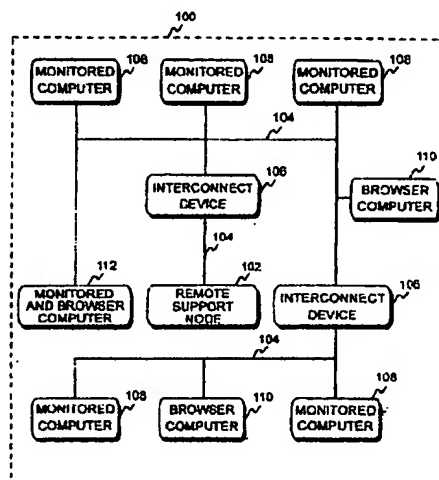 100
108 108 108
MONITORED COMPUTER MONITORED COMPUTER MONITORED COMPUTER
104
106
110
INTERCONNECT DEVICE
BROWSER COMPUTER
104
112 102 106
MONITORED AND BROWSER COMPUTER REMOTE SUPPORT NODE INTERCONNECT DEVICE
104
108 110 108
MONITORED COMPUTER BROWSER COMPUTER MONITORED COMPUTER